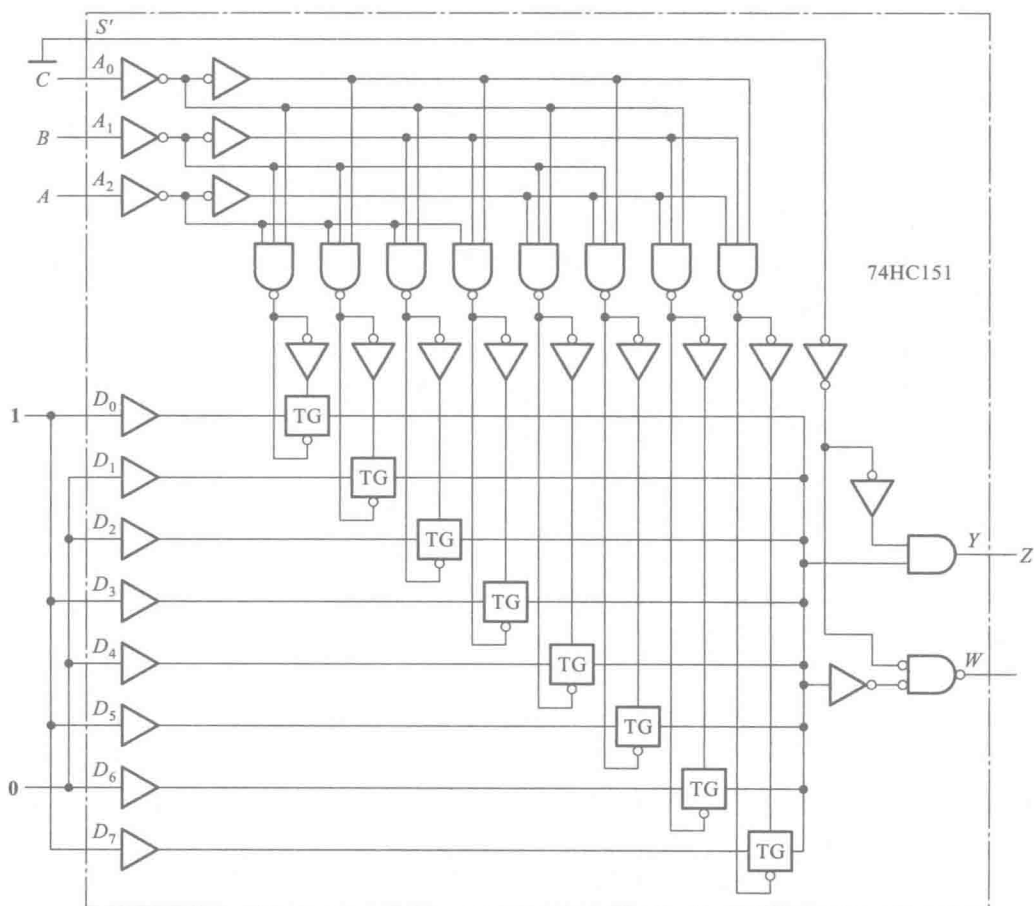 S'
C A₀
B A₁
A A₂
74HC151
1 D₀ TG
D₁ TG
D₂ TG
Y Z
D₃ TG
D₄ TG
W
D₅ TG
0 D₆ TG
D₇ TG